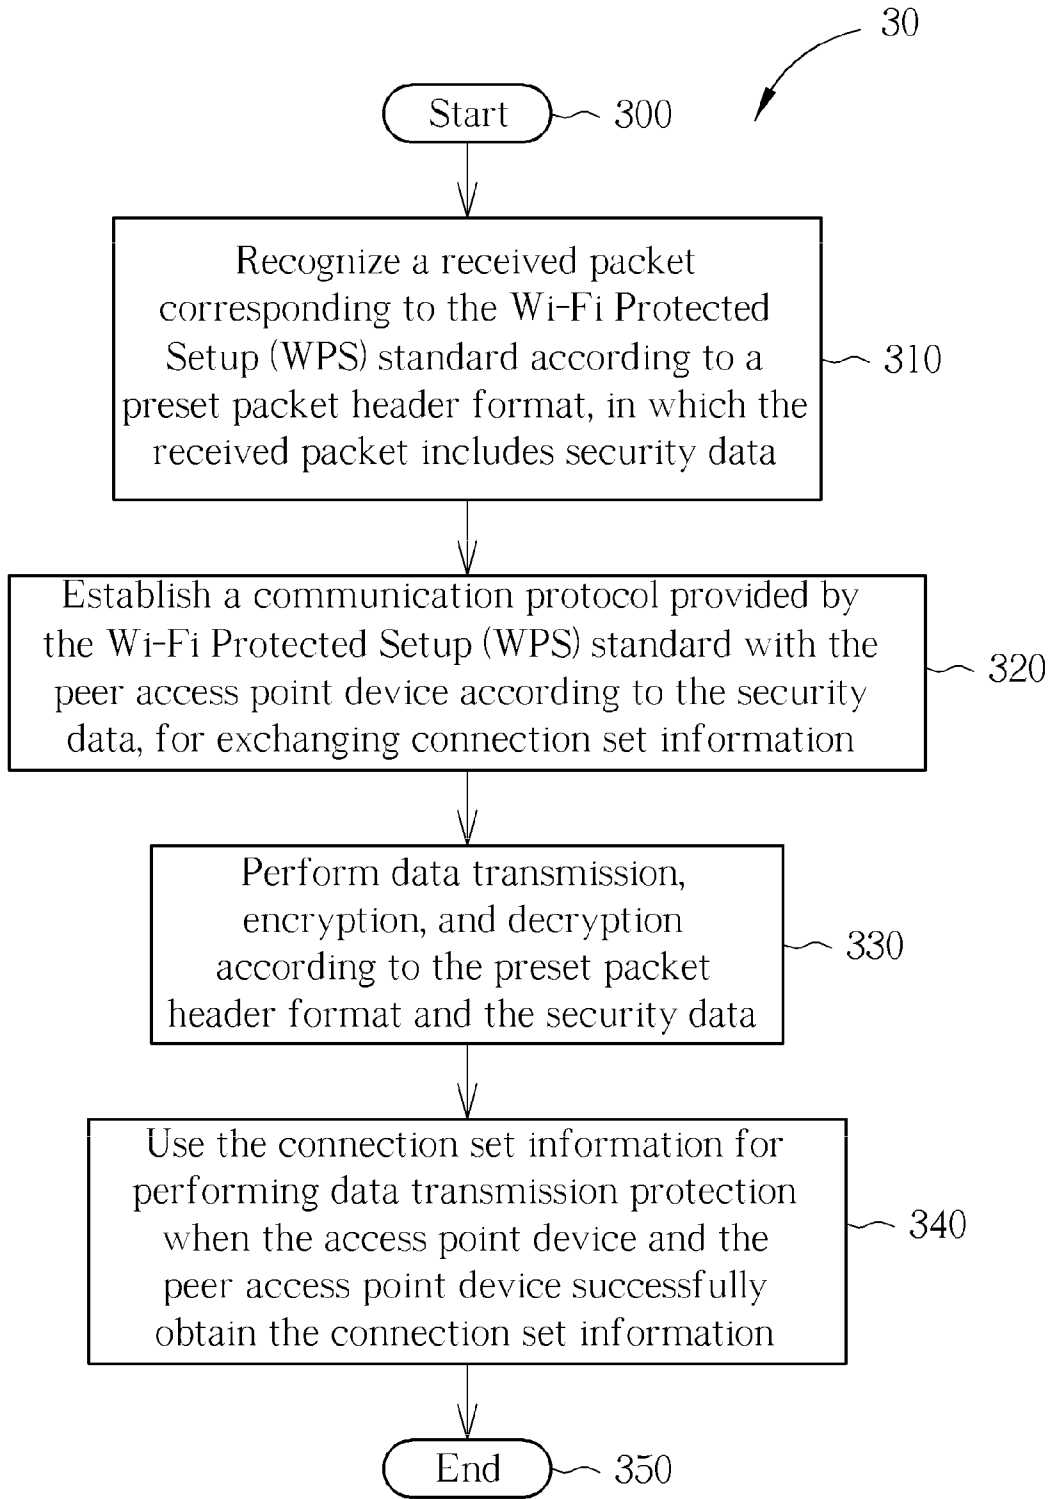 30
Start
300
Recognize a received packet
corresponding to the Wi-Fi Protected
Setup (WPS) standard according to a
preset packet header format, in which the
received packet includes security data
310
Establish a communication protocol provided by
the Wi-Fi Protected Setup (WPS) standard with the
peer access point device according to the security
data, for exchanging connection set information
320
Perform data transmission,
encryption, and decryption
according to the preset packet
header format and the security data
330
Use the connection set information for
performing data transmission protection
when the access point device and the
peer access point device successfully
obtain the connection set information
340
End
350